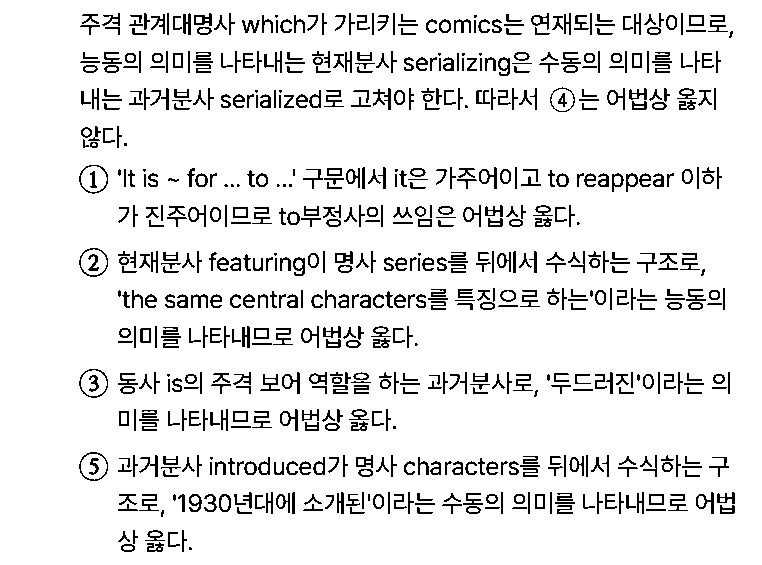 주격 관계대명사 which가 가리키는 comics는 연재되는 대상이므로,
능동의 의미를 나타내는 현재분사 serializing은 수동의 의미를 나타
내는 과거분사 serialized로 고쳐야 한다. 따라서 ④는 어법상 옳지
않다.
① 'It is ~ for ... to ...' 구문에서 it은 가주어이고 to reappear 이하
가 진주어이므로 to부정사의 쓰임은 어법상 옳다.
② 현재분사 featuring이 명사 series를 뒤에서 수식하는 구조로,
'the same central characters를 특징으로 하는'이라는 능동의
의미를 나타내므로 어법상 옳다.
③ 동사 is의 주격 보어 역할을 하는 과거분사로, '두드러진'이라는 의
미를 나타내므로 어법상 옳다.
⑤ 과거분사 introduced가 명사 characters를 뒤에서 수식하는 구
조로, '1930년대에 소개된'이라는 수동의 의미를 나타내므로 어법
상 옳다.